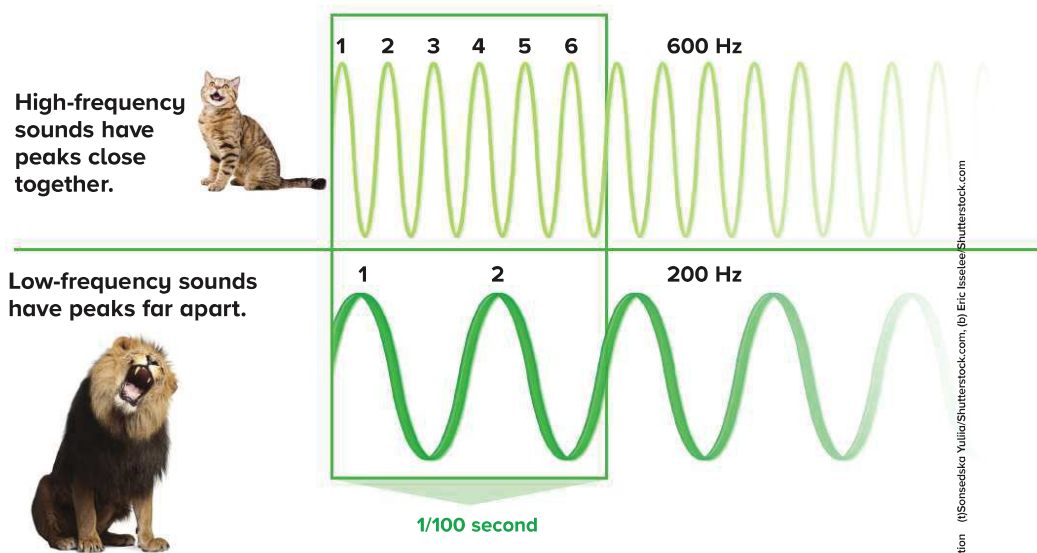 1 2 3 4 5 6 600 Hz
High-frequency
sounds have
peaks close
together.
Low-frequency sounds
have peaks far apart.
1 2 200 Hz
1/100 second
tion (t)Sonsedska Yuliia/Shutterstock.com, (b) Eric Isselee/Shutterstock.com